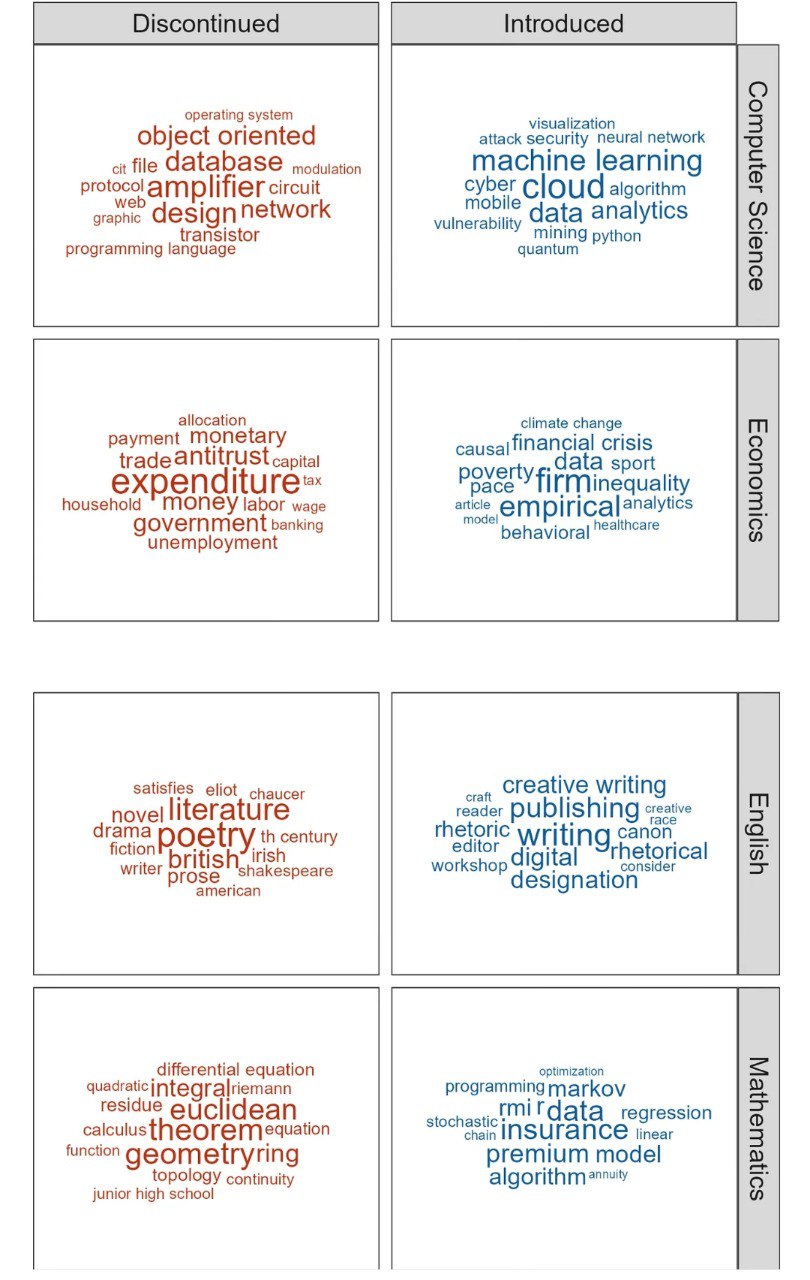 Discontinued
Introduced
operating system
object oriented
cit file database modulation
protocol amplifier circuit
web
graphic design network
transistor
programming language
visualization
attack security neural network
machine learning
cyber cloud algorithm
mobile
vulnerability data analytics
mining python
quantum
Computer Science
allocation
payment monetary
trade antitrust capital
expenditure tax
household money labor wage
government banking
unemployment
climate change
causal financial crisis
data sport
poverty firm inequality
pace
article empirical analytics
model
behavioral healthcare
Economics
satisfies eliot chaucer
novel literature
drama poetry th century
fiction british irish
writer prose shakespeare
american
creative writing
craft
reader publishing creative
race
rhetoric writing canon
editor digital rhetorical
workshop consider
designation
English
differential equation
quadratic integral riemann
residue euclidean
calculus theorem equation
function geometry ring
topology continuity
junior high school
optimization
programming markov
rmi r data regression
stochastic
chain insurance linear
premium model
algorithm annuity
Mathematics